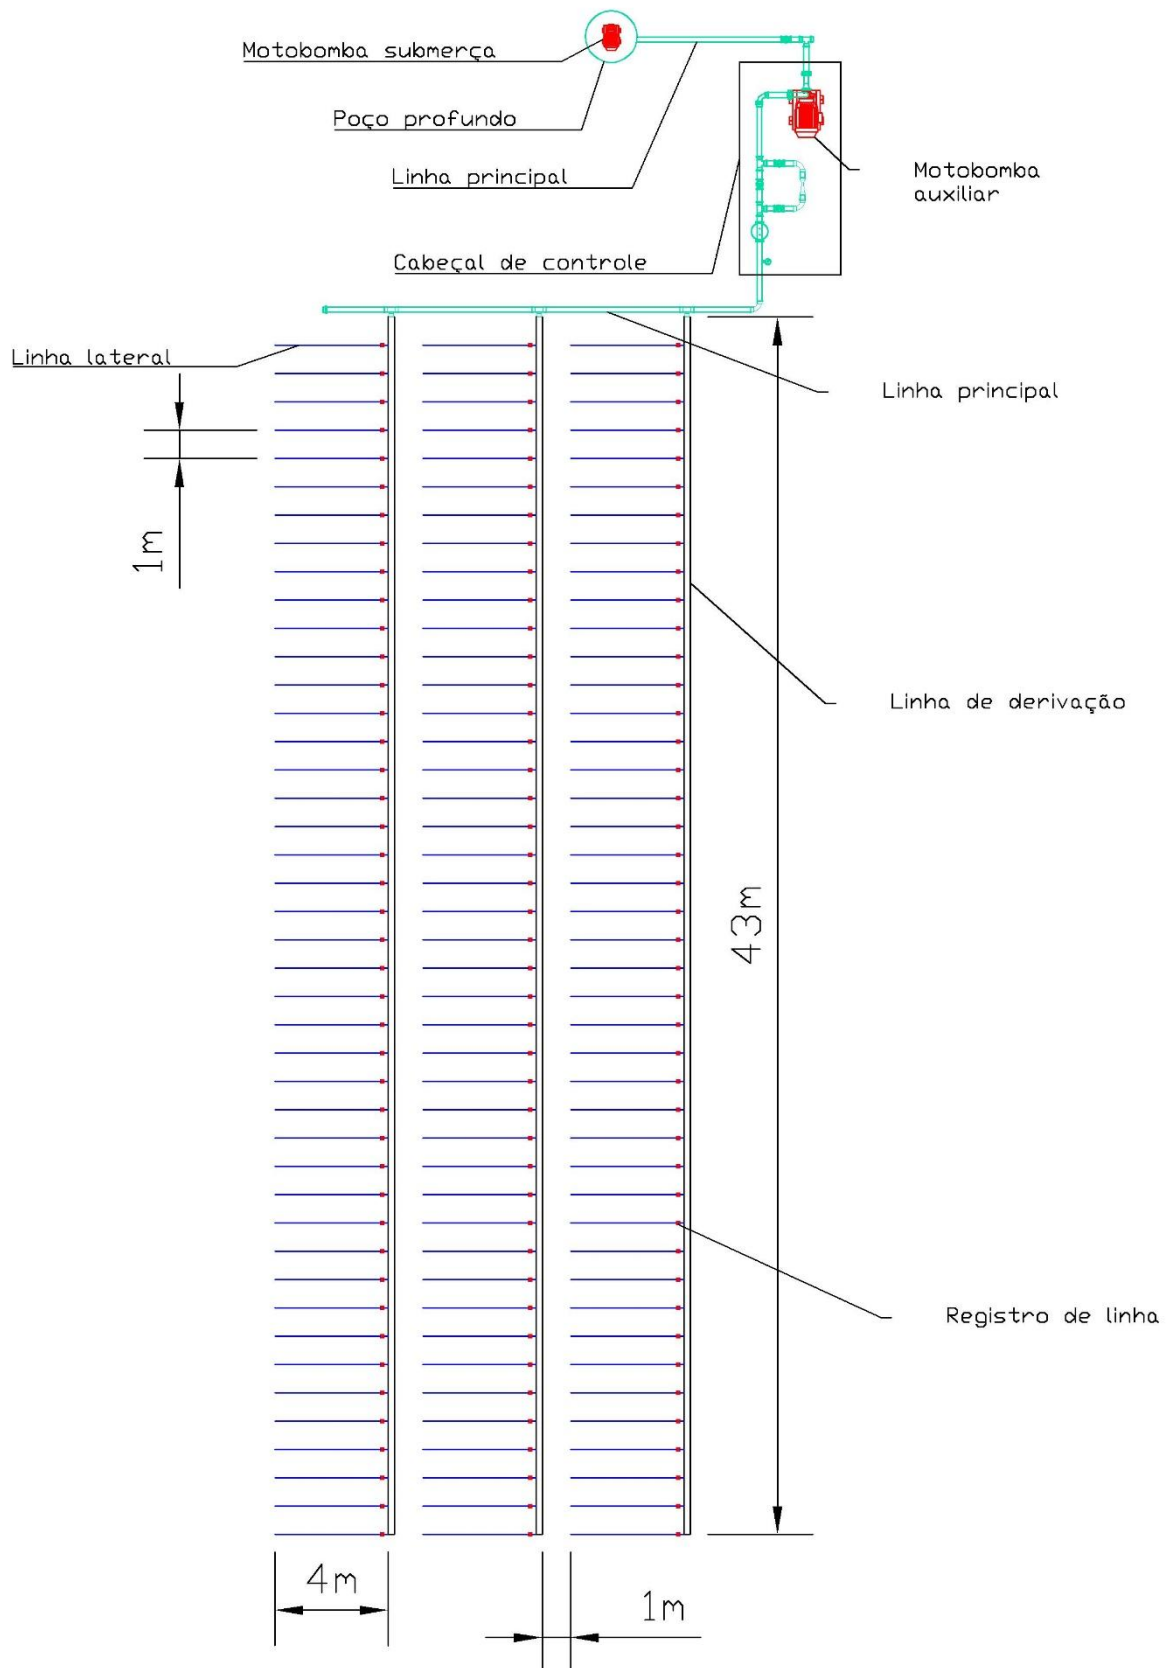 Motobomba submerça
Poço profundo
Linha principal
Motobomba
auxiliar
Cabeçal de controle
Linha lateral
Linha principal
1m
Linha de derivação
43m
Registro de linha
4m
1m